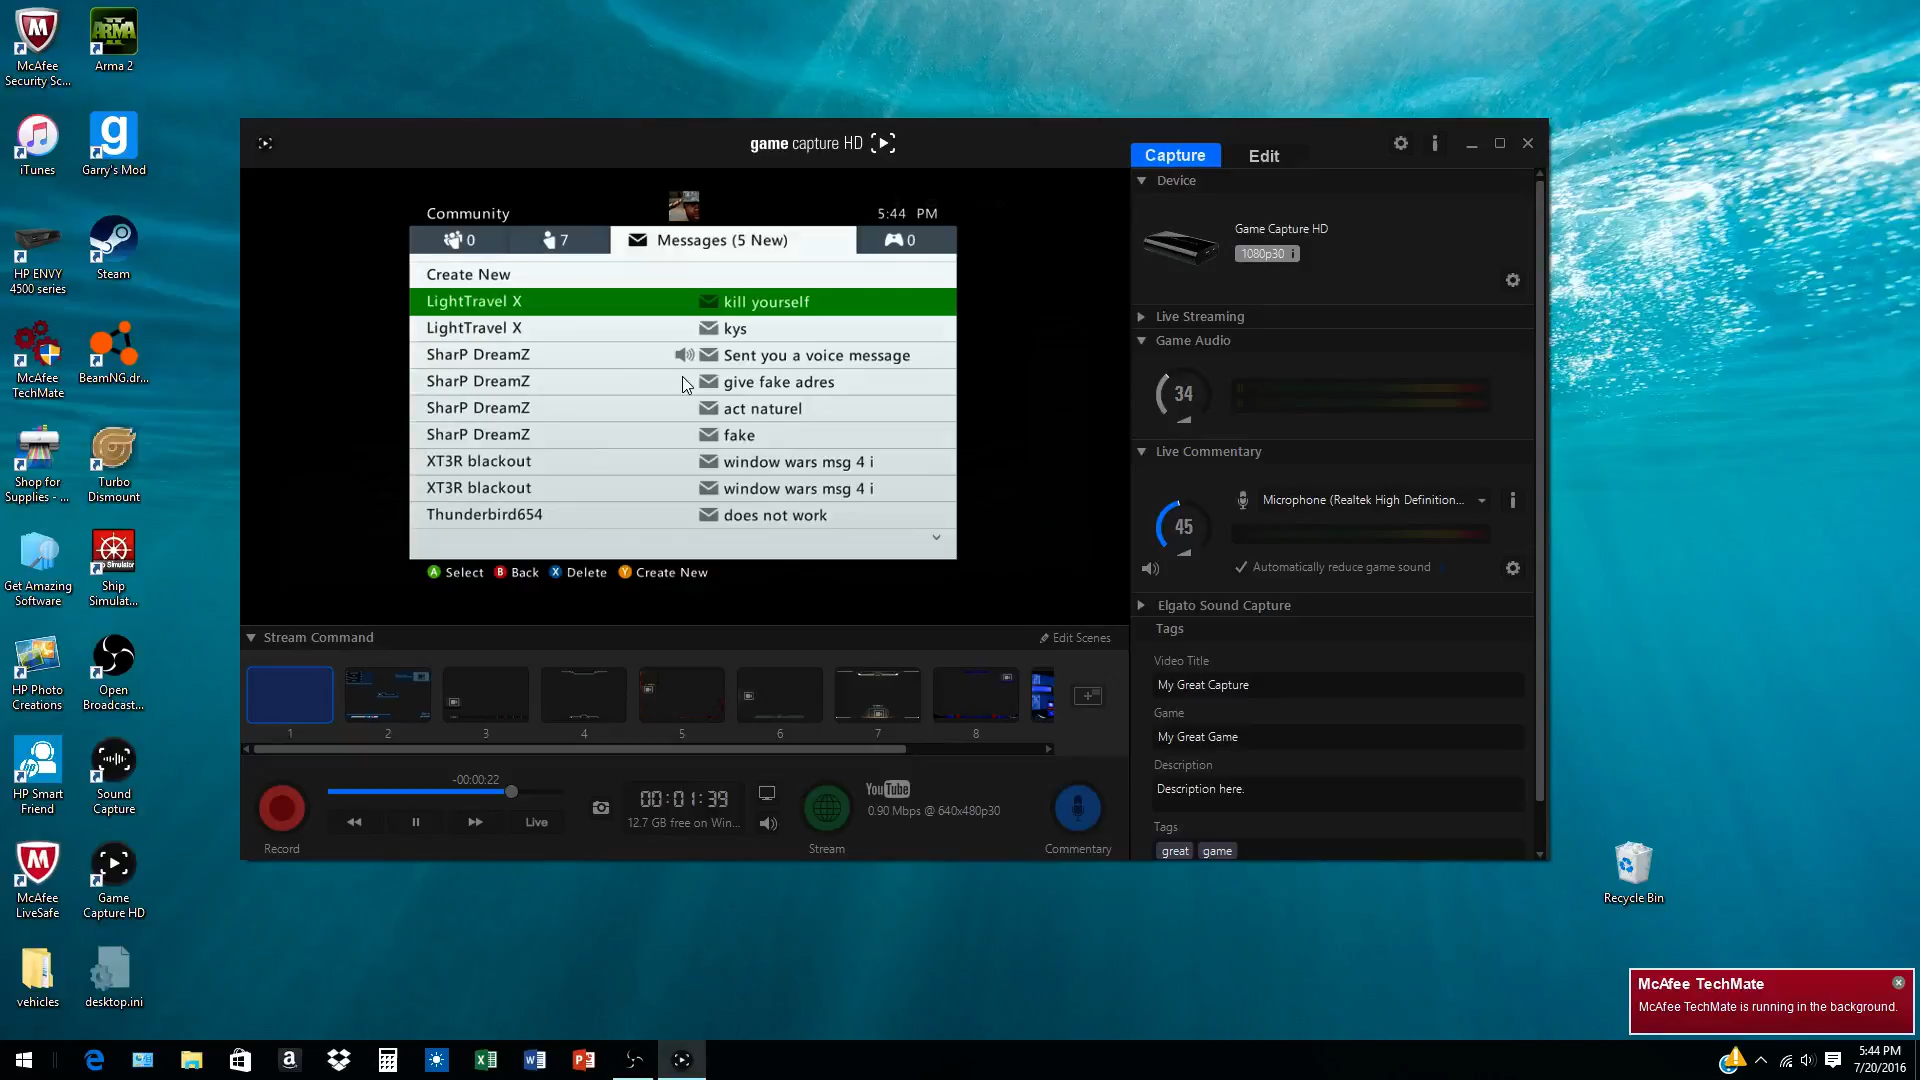 McAfee
Security Sc...
Arma 2
iTunes
Garry's Mod
HP ENVY
4500 series
Steam
McAfee
TechMate
BeamNG.dr...
Shop for
Supplies - ...
Turbo
Dismount
Get Amazing
Software
Ship
Simulat...
HP Photo
Creations
Open
Broadcast...
HP Smart
Friend
Sound
Capture
McAfee
LiveSafe
Game
Capture HD
vehicles
desktop.ini
game capture HD
Community
5:44 PM
0
7
Messages (5 New)
0
Create New
LightTravel X kill yourself
LightTravel X kys
SharP DreamZ Sent you a voice message
SharP DreamZ give fake adres
SharP DreamZ act naturel
SharP DreamZ fake
XT3R blackout window wars msg 4 i
XT3R blackout window wars msg 4 i
Thunderbird654 does not work
A Select B Back X Delete Y Create New
Stream Command
Edit Scenes
1 2 3 4 5 6 7 8
-00:00:22
Live
00:01:39
12.7 GB free on Win...
Record
Stream
YouTube
0.90 Mbps @ 640x480p30
Commentary
Capture
Edit
Device
Game Capture HD
1080p30 i
Live Streaming
Game Audio
34
Live Commentary
45
Microphone (Realtek High Definition...
Automatically reduce game sound
Elgato Sound Capture
Tags
Video Title
My Great Capture
Game
My Great Game
Description
Description here.
Tags
great game
Recycle Bin
McAfee TechMate
McAfee TechMate is running in the background.
5:44 PM
7/20/2016